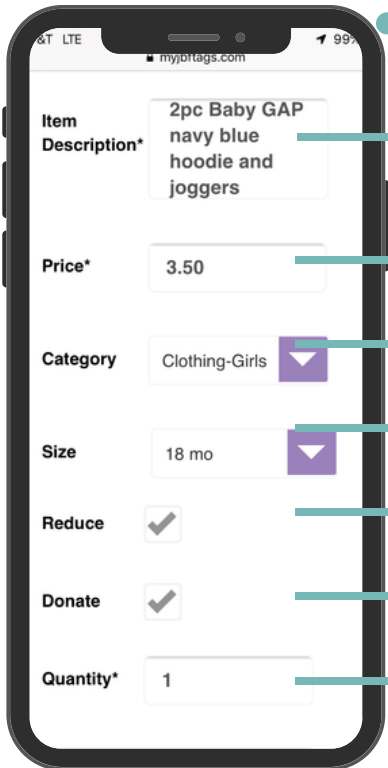 &T LTE 99%
myjbftags.com
Item
Description*
2pc Baby GAP
navy blue
hoodie and
joggers
Price* 3.50
Category Clothing-Girls
Size 18 mo
Reduce
Donate
Quantity* 1